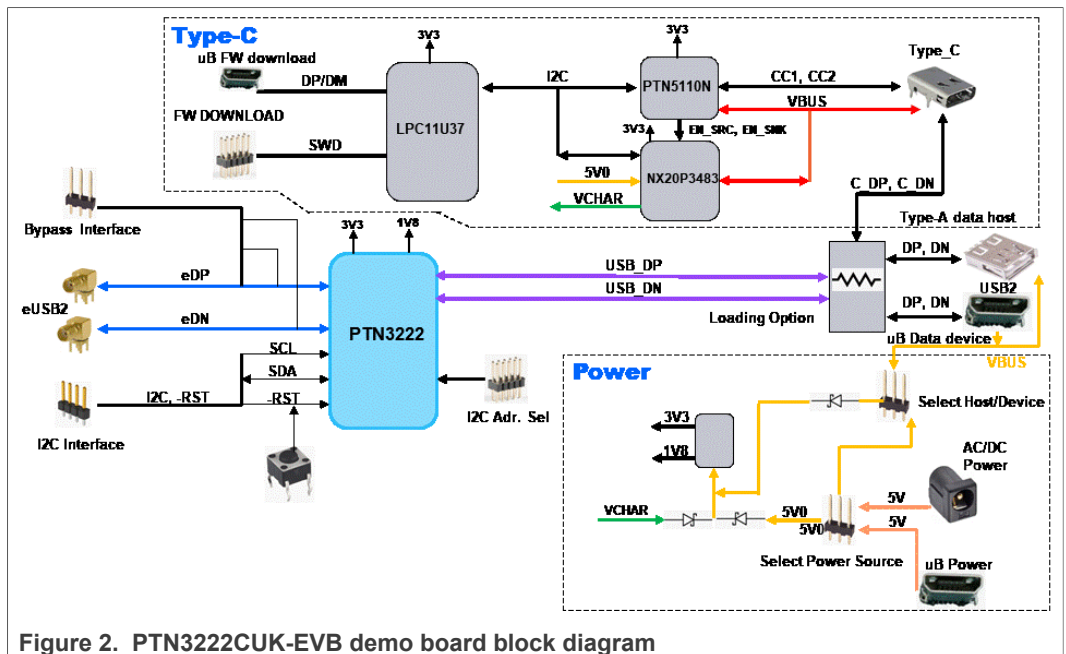 Type-C
3V3
uB FW download
DP/DM
FW DOWNLOAD
SWD
LPC11U37
I2C
3V3
PTN5110N
CC1, CC2
VBUS
Type_C
EN_SRC, EN_SNK
3V3
5V0
VCHAR
NX20P3483
C_DP, C_DN
Bypass Interface
3V3
1V8
eDP
eUSB2
eDN
PTN3222
USB_DP
USB_DN
Loading Option
Type-A data host
DP, DN
USB2
DP, DN
uB Data device
VBUS
SCL
SDA
I2C, -RST
-RST
I2C Interface
I2C Adr. Sel
Power
Select Host/Device
3V3
1V8
AC/DC
Power
VCHAR
5V0
5V0
5V
5V
Select Power Source
uB Power
Figure 2. PTN3222CUK-EVB demo board block diagram